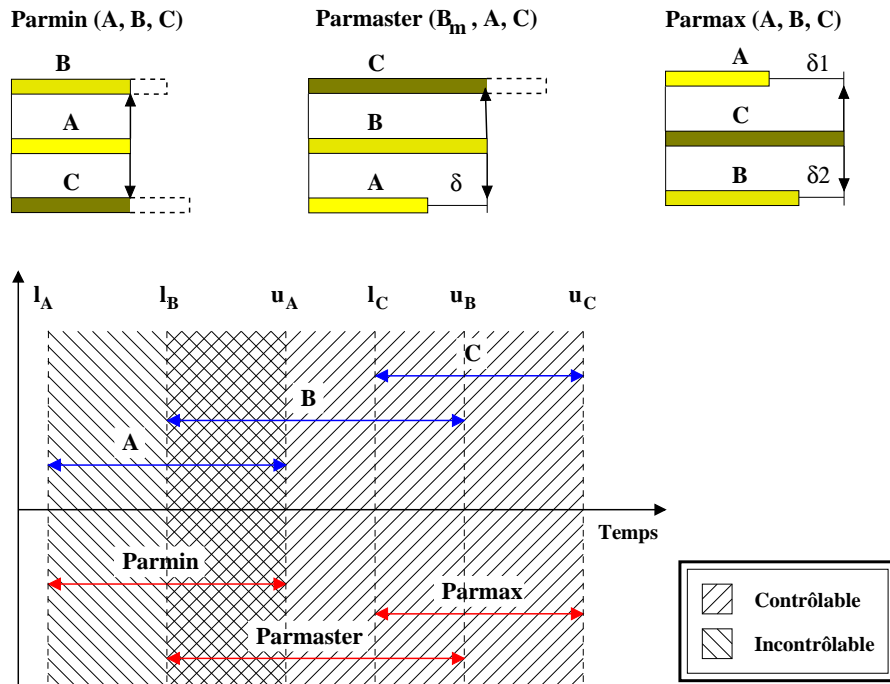 Parmin (A, B, C)
Parmaster (Bm , A, C)
Parmax (A, B, C)
B
A
C
C
B
A δ
A δ1
C
B δ2
lA lB uA lC uB uC
C
B
A
Temps
Parmin
Parmax
Parmaster
Contrôlable
Incontrôlable